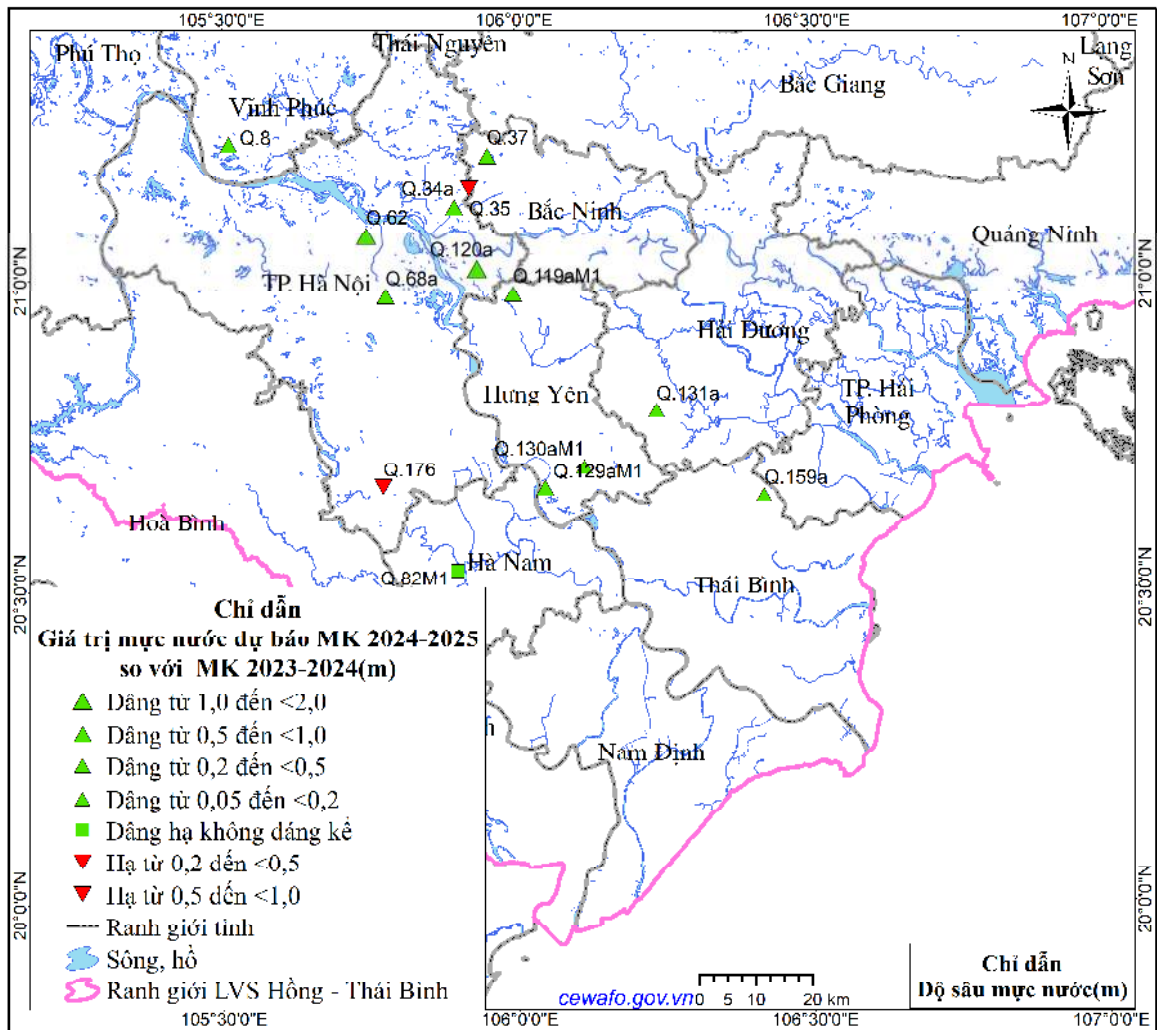 105°30'0"E
106°0'0"E
106°30'0"E
107°0'0"E
Phú Thọ
Thái Nguyên
Lạng
Sơn
N
Bắc Giang
Vĩnh Phúc
Q.8
Q.37
Q.34a
Q.35
Bắc Ninh
Q.62
Q.120a
Quảng Ninh
TP. Hà Nội
Q.68a
Q.119aM1
21°0'0"N
21°0'0"N
Hải Dương
Hưng Yên
Q.131a
TP. Hải
Phòng
Q.130aM1
Q.176
Q.129aM1
Q.159a
Hoà Bình
Hà Nam
Q.82M1
Thái Bình
20°30'0"N
20°30'0"N
Chỉ dẫn
Giá trị mực nước dự báo MK 2024-2025
so với MK 2023-2024(m)
Dâng từ 1,0 đến <2,0
Dâng từ 0,5 đến <1,0
Nam Định
Dâng từ 0,2 đến <0,5
Dâng từ 0,05 đến <0,2
Dâng hạ không đáng kể
Hạ từ 0,2 đến <0,5
Hạ từ 0,5 đến <1,0
20°0'0"N
20°0'0"N
Ranh giới tỉnh
Sông, hồ
Ranh giới LVS Hồng - Thái Bình
cewafo.gov.vn
0 5 10 20 km
Chỉ dẫn
Độ sâu mực nước(m)
105°30'0"E
106°0'0"E
106°30'0"E
107°0'0"E